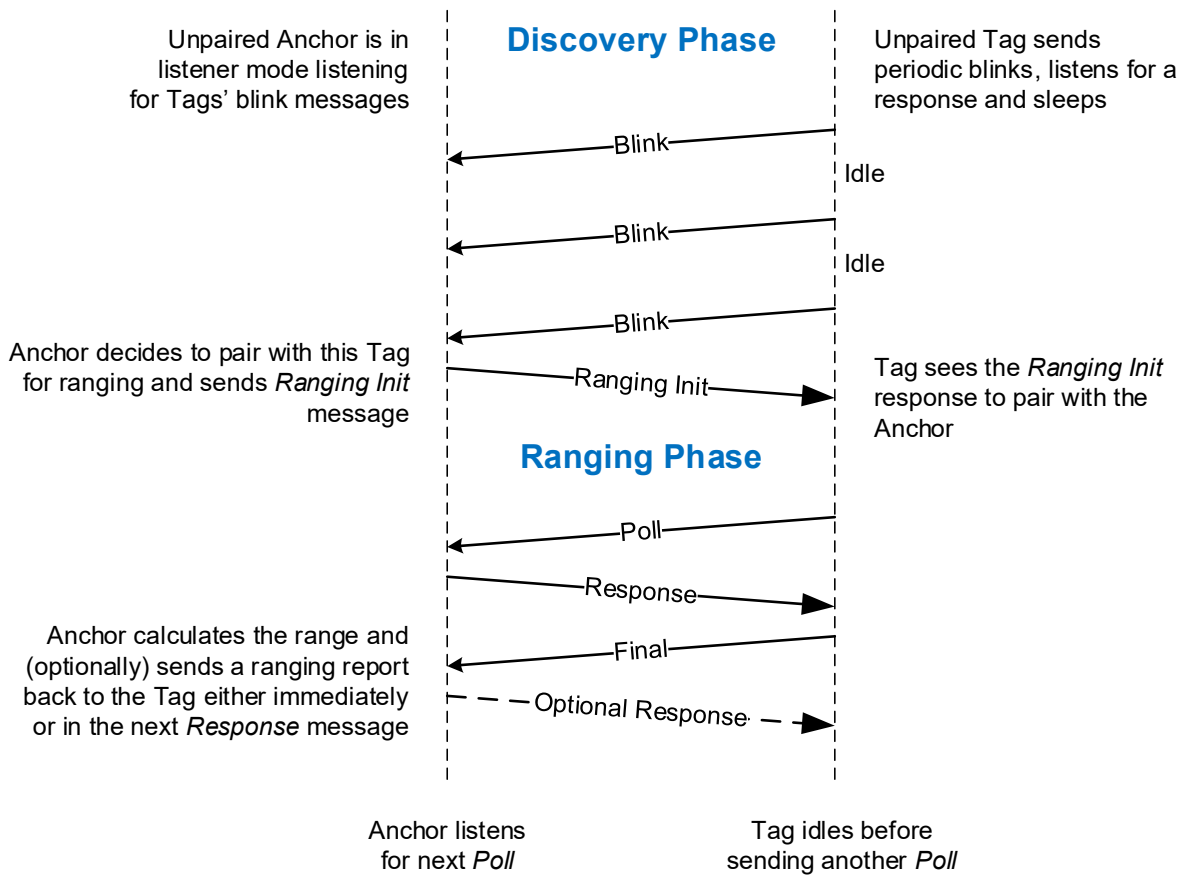 Unpaired Anchor is in
listener mode listening
for Tags’ blink messages
Discovery Phase
Unpaired Tag sends
periodic blinks, listens for a
response and sleeps
Blink
Idle
Blink
Idle
Blink
Anchor decides to pair with this Tag
for ranging and sends Ranging Init
message
Ranging Init
Tag sees the Ranging Init
response to pair with the
Anchor
Ranging Phase
Poll
Response
Anchor calculates the range and
(optionally) sends a ranging report
back to the Tag either immediately
or in the next Response message
Final
Optional Response
Anchor listens
for next Poll
Tag idles before
sending another Poll